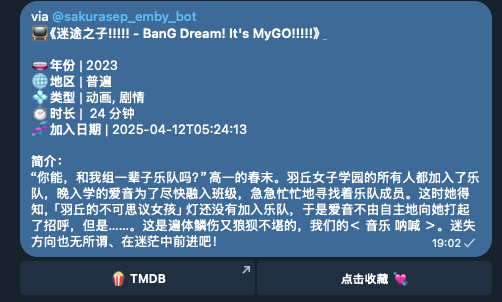 via @sakurasep_emby_bot
📺《迷途之子!!!!! - BanG Dream! It's MyGO!!!!!》
年份 | 2023
🌐地区 | 普遍
💠类型 | 动画, 剧情
⏱️时长 | 24 分钟
加入日期 | 2025-04-12T05:24:13
简介：
“你能，和我组一辈子乐队吗？” 高一的春末。羽丘女子学园的所有人都加入了乐
队，晚入学的爱音为了尽快融入班级，急急忙忙地寻找着乐队成员。这时她得
知，「羽丘的不可思议女孩」灯还没有加入乐队，于是爱音不由自主地向她打起
了招呼，但是……。这是遍体鳞伤又狼狈不堪的，我们的＜ 音乐 呐喊 ＞。迷失
方向也无所谓、在迷茫中前进吧！
19:02 ✓
🍿 TMDB
点击收藏 💘